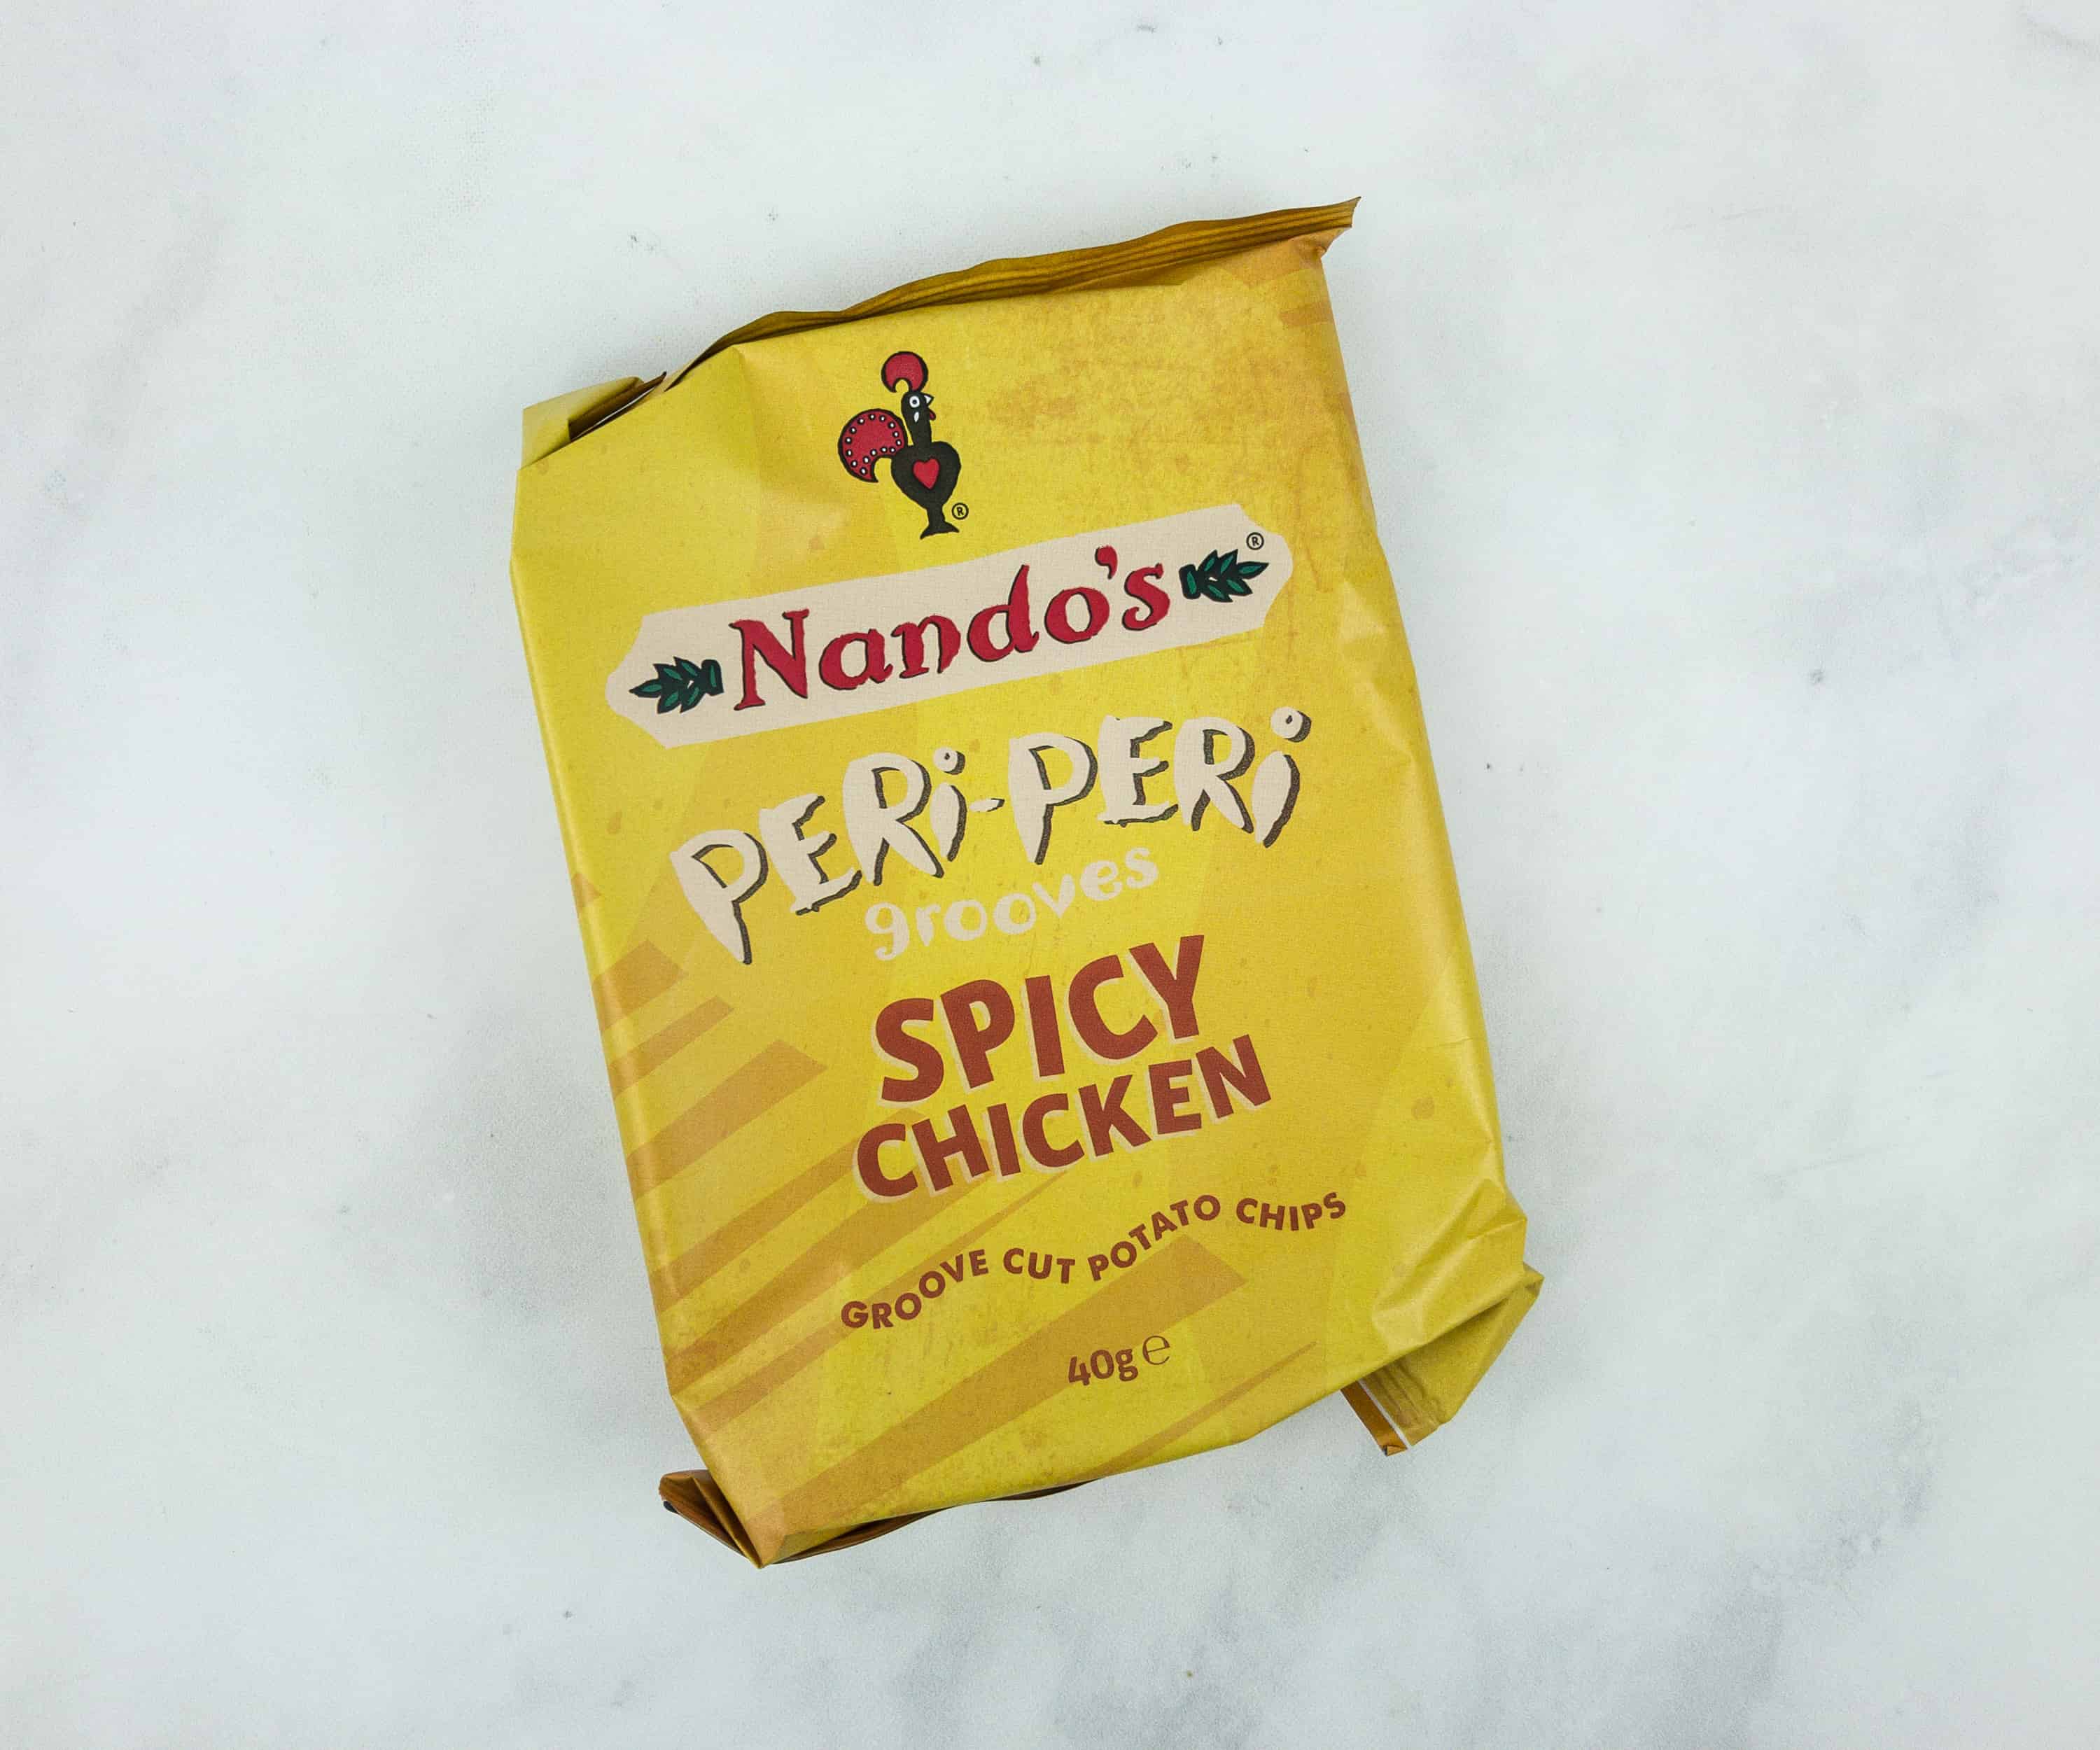 ®
Nando's ®
PERi-PERi
grooves
SPICY
CHICKEN
GROOVE CUT POTATO CHIPS
40g ℮